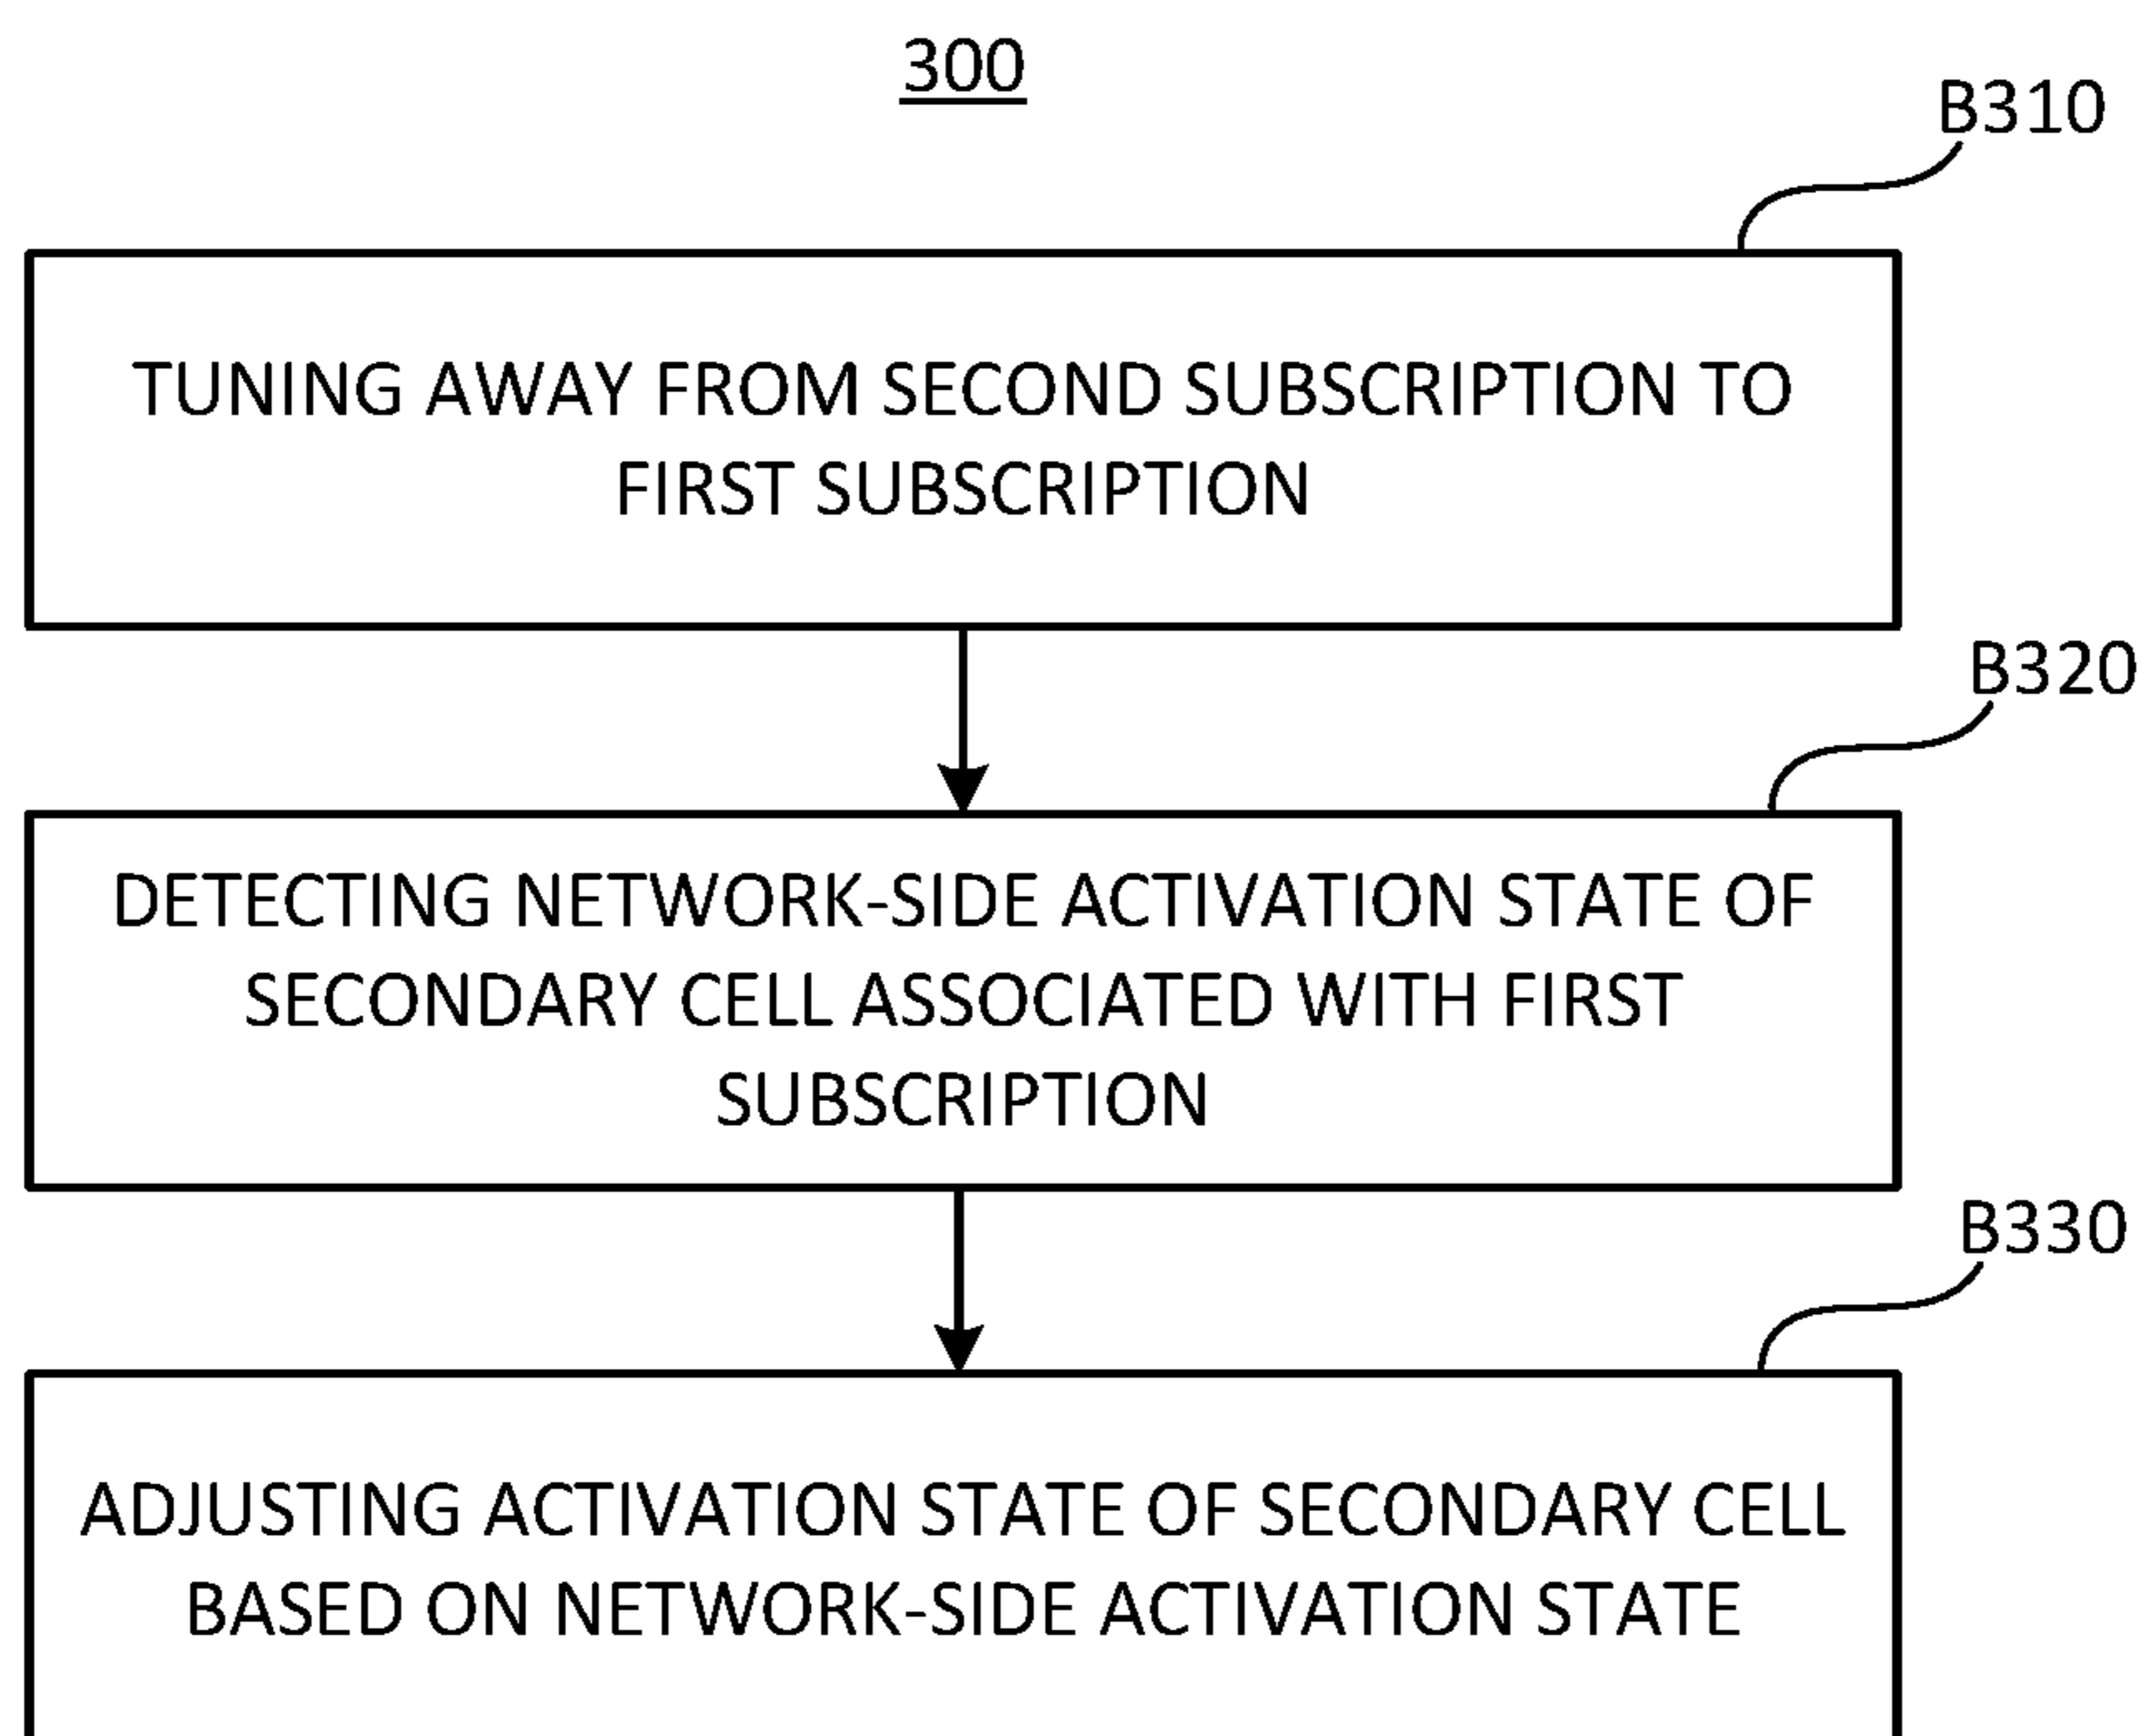 300
B310
TUNING AWAY FROM SECOND SUBSCRIPTION TO
FIRST SUBSCRIPTION
B320
DETECTING NETWORK-SIDE ACTIVATION STATE OF
SECONDARY CELL ASSOCIATED WITH FIRST
SUBSCRIPTION
B330
ADJUSTING ACTIVATION STATE OF SECONDARY CELL
BASED ON NETWORK-SIDE ACTIVATION STATE